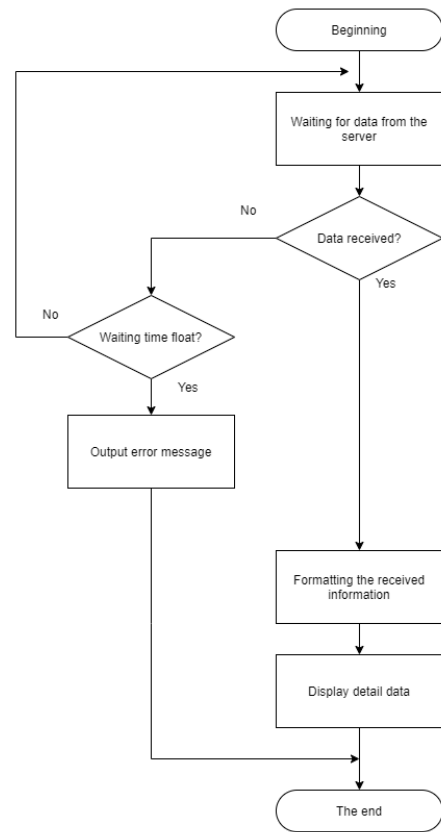 Beginning
Waiting for data from the
server
No
Data received?
Yes
No
Waiting time float?
Yes
Output error message
Formatting the received
information
Display detail data
The end